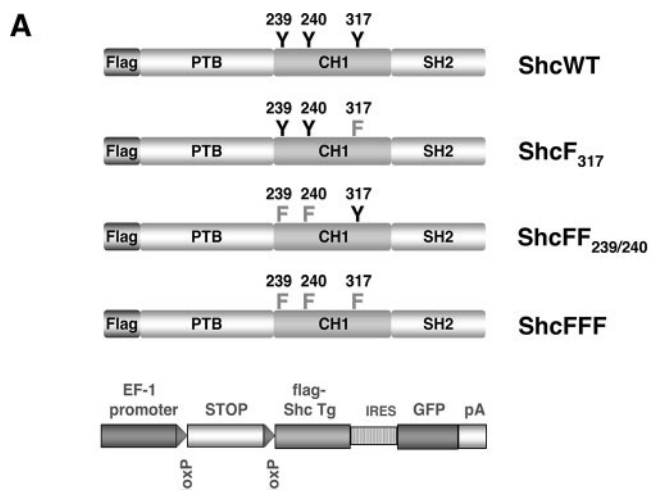 A
239 240 317
Y Y Y
Flag PTB CH1 SH2 ShcWT
239 240 317
Y Y F
Flag PTB CH1 SH2 ShcF317
239 240 317
F F Y
Flag PTB CH1 SH2 ShcFF239/240
239 240 317
F F F
Flag PTB CH1 SH2 ShcFFF
EF-1 promoter
STOP
flag-
Shc Tg
IRES
GFP
pA
oxP
oxP